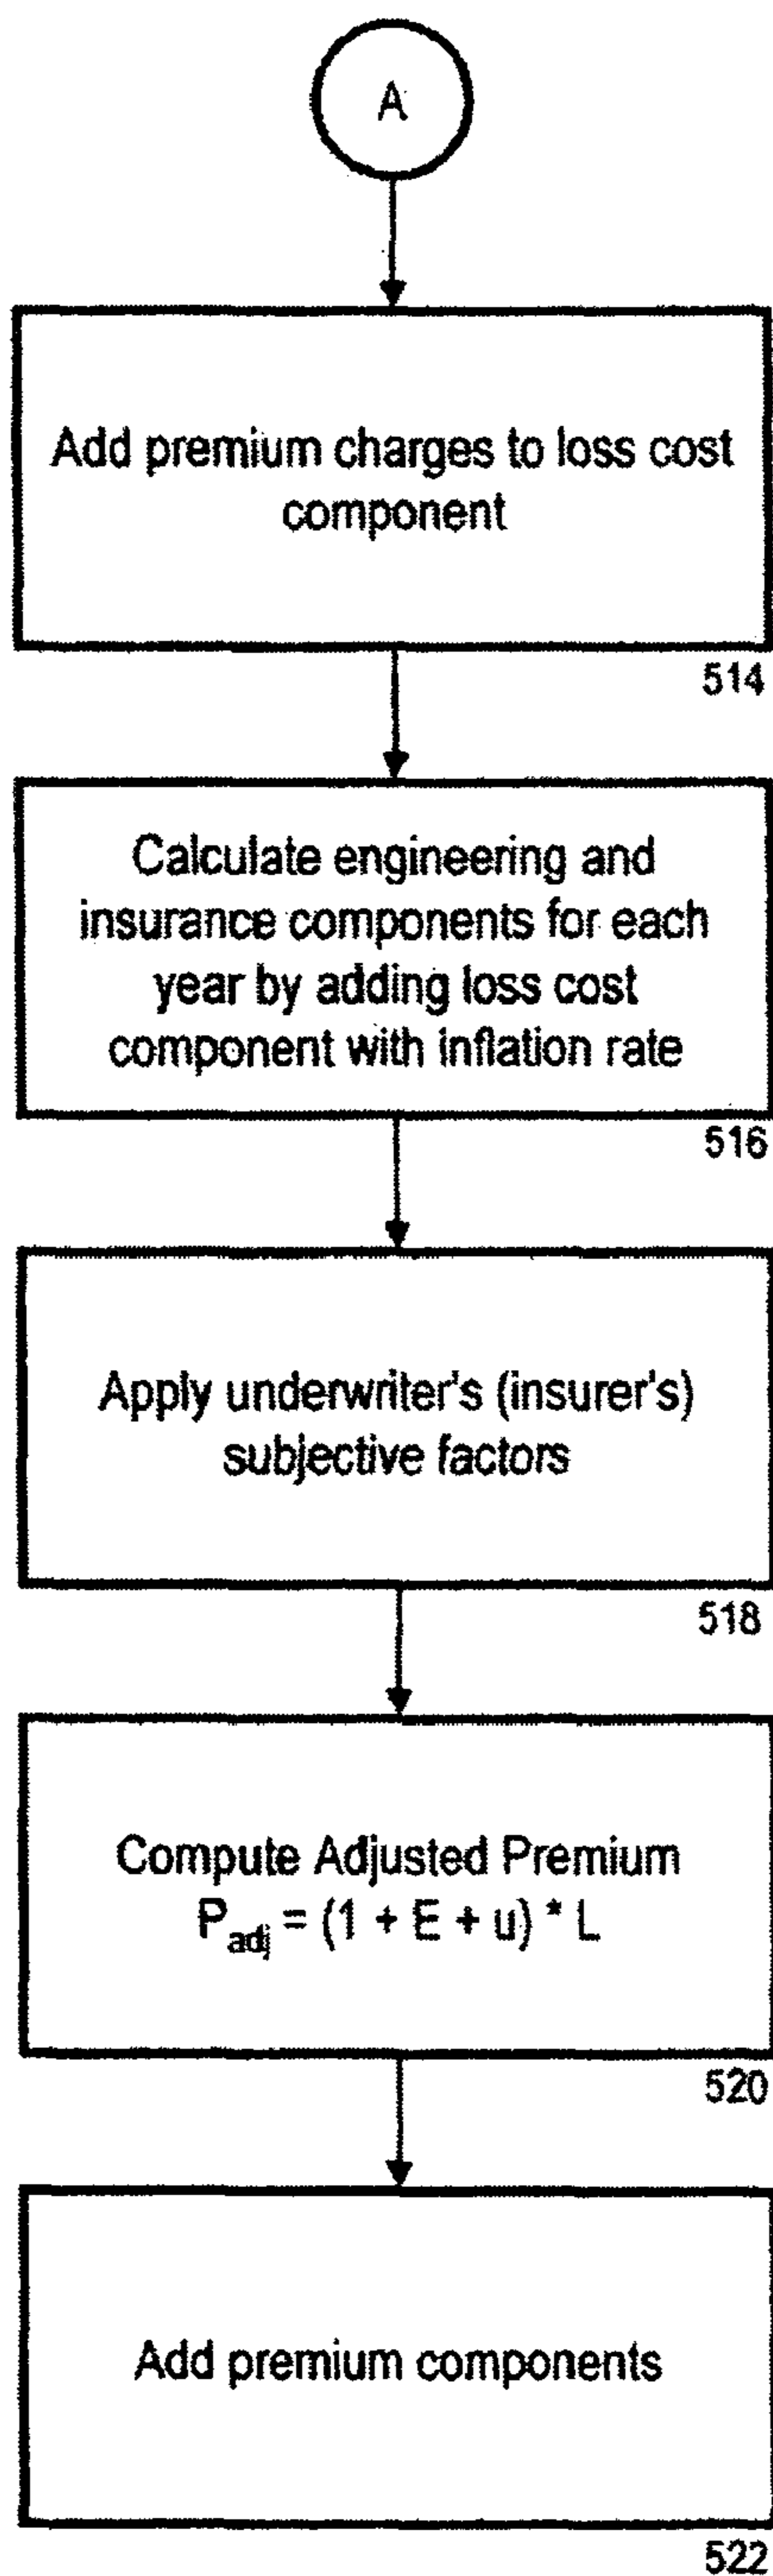 A
Add premium charges to loss cost
component
514
Calculate engineering and
insurance components for each
year by adding loss cost
component with inflation rate
516
Apply underwriter's (insurer's)
subjective factors
518
Compute Adjusted Premium
P_adj = (1 + E + u) * L
520
Add premium components
522